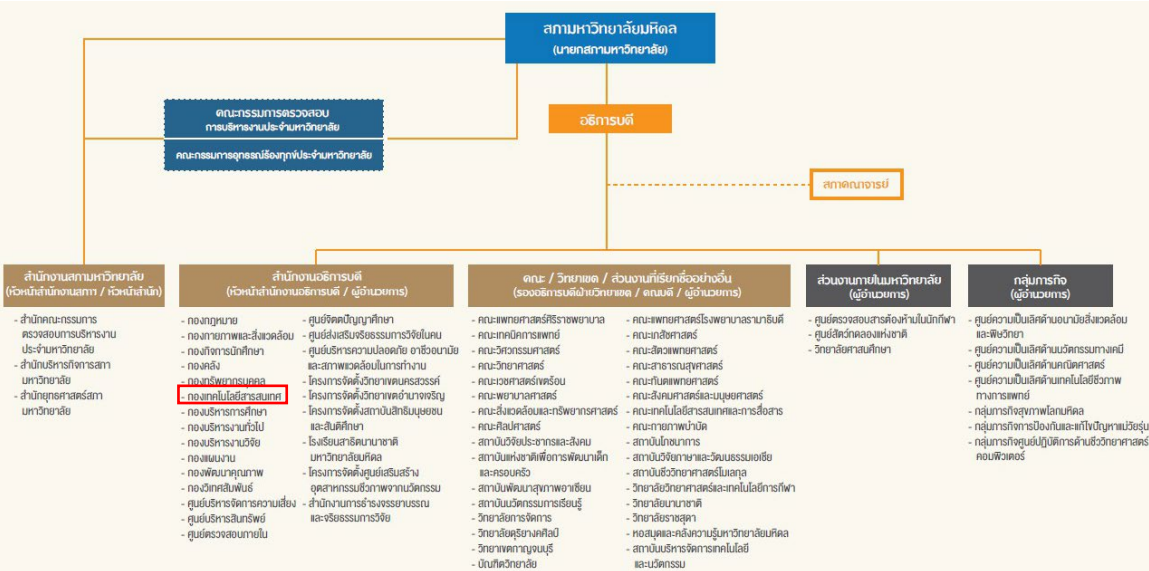 สภามหาวิทยาลัยมหิดล
(นายกสภามหาวิทยาลัย)
คณะกรรมการตรวจสอบ
การบริหารงานประจำมหาวิทยาลัย
คณะกรรมการอุทธรณ์ร้องทุกข์ประจำมหาวิทยาลัย
อธิการบดี
สภาคณาจารย์
สำนักงานสภามหาวิทยาลัย
(หัวหน้าสำนักงานสภา / หัวหน้าสำนัก)
- สำนักคณะกรรมการ
ตรวจสอบการบริหารงาน
ประจำมหาวิทยาลัย
- สำนักบริหารกิจการสภา
มหาวิทยาลัย
- สำนักยุทธศาสตร์สภา
มหาวิทยาลัย
สำนักงานอธิการบดี
(หัวหน้าสำนักงานอธิการบดี / ผู้อำนวยการ)
- กองกฎหมาย
- กองกายภาพและสิ่งแวดล้อม
- กองกิจการนักศึกษา
- กองคลัง
- กองทรัพยากรบุคคล
- กองเทคโนโลยีสารสนเทศ
- กองบริหารการศึกษา
- กองบริหารงานทั่วไป
- กองบริหารงานวิจัย
- กองแผนงาน
- กองพัฒนาคุณภาพ
- กองวิเทศสัมพันธ์
- ศูนย์บริหารจัดการความเสี่ยง
- ศูนย์บริหารสินทรัพย์
- ศูนย์ตรวจสอบภายใน
- ศูนย์จิตตปัญญาศึกษา
- ศูนย์ส่งเสริมจริยธรรมการวิจัยในคน
- ศูนย์บริหารความปลอดภัย อาชีวอนามัย
และสภาพแวดล้อมในการทำงาน
- โครงการจัดตั้งวิทยาเขตนครสวรรค์
- โครงการจัดตั้งวิทยาเขตอำนาจเจริญ
- โครงการจัดตั้งสถาบันสิทธิมนุษยชน
และสันติศึกษา
- โรงเรียนสาธิตนานาชาติ
มหาวิทยาลัยมหิดล
- โครงการจัดตั้งศูนย์เสริมสร้าง
อุตสาหกรรมชีวภาพจากนวัตกรรม
- สำนักงานการธำรงจรรยาบรรณ
และจริยธรรมการวิจัย
คณะ / วิทยาเขต / ส่วนงานที่เรียกชื่ออย่างอื่น
(รองอธิการบดีฝ่ายวิทยาเขต / คณบดี / ผู้อำนวยการ)
- คณะแพทยศาสตร์ศิริราชพยาบาล
- คณะเทคนิคการแพทย์
- คณะวิศวกรรมศาสตร์
- คณะวิทยาศาสตร์
- คณะเวชศาสตร์เขตร้อน
- คณะพยาบาลศาสตร์
- คณะสิ่งแวดล้อมและทรัพยากรศาสตร์
- คณะศิลปศาสตร์
- สถาบันวิจัยประชากรและสังคม
- สถาบันแห่งชาติเพื่อการพัฒนาเด็ก
และครอบครัว
- สถาบันพัฒนาสุขภาพอาเซียน
- สถาบันนวัตกรรมการเรียนรู้
- วิทยาลัยการจัดการ
- วิทยาลัยดุริยางคศิลป์
- วิทยาเขตกาญจนบุรี
- บัณฑิตวิทยาลัย
- คณะแพทยศาสตร์โรงพยาบาลรามาธิบดี
- คณะเภสัชศาสตร์
- คณะสัตวแพทยศาสตร์
- คณะสาธารณสุขศาสตร์
- คณะทันตแพทยศาสตร์
- คณะสังคมศาสตร์และมนุษยศาสตร์
- คณะเทคโนโลยีสารสนเทศและการสื่อสาร
- คณะกายภาพบำบัด
- สถาบันโภชนาการ
- สถาบันวิจัยภาษาและวัฒนธรรมเอเชีย
- สถาบันชีววิทยาศาสตร์โมเลกุล
- วิทยาลัยวิทยาศาสตร์และเทคโนโลยีการกีฬา
- วิทยาลัยนานาชาติ
- วิทยาลัยราชสุดา
- หอสมุดและคลังความรู้มหาวิทยาลัยมหิดล
- สถาบันบริหารจัดการเทคโนโลยี
และนวัตกรรม
ส่วนงานภายในมหาวิทยาลัย
(ผู้อำนวยการ)
- ศูนย์ตรวจสอบสารต้องห้ามในนักกีฬา
- ศูนย์สัตว์ทดลองแห่งชาติ
- วิทยาลัยศาสนศึกษา
กลุ่มภารกิจ
(ผู้อำนวยการ)
- ศูนย์ความเป็นเลิศด้านอนามัยสิ่งแวดล้อม
และพิษวิทยา
- ศูนย์ความเป็นเลิศด้านนวัตกรรมทางเคมี
- ศูนย์ความเป็นเลิศด้านคณิตศาสตร์
- ศูนย์ความเป็นเลิศด้านเทคโนโลยีชีวภาพ
ทางการแพทย์
- กลุ่มภารกิจสุขภาพโลกมหิดล
- กลุ่มภารกิจการป้องกันและแก้ไขปัญหาแม่วัยรุ่น
- กลุ่มภารกิจศูนย์ปฏิบัติการด้านชีววิทยาศาสตร์
คอมพิวเตอร์